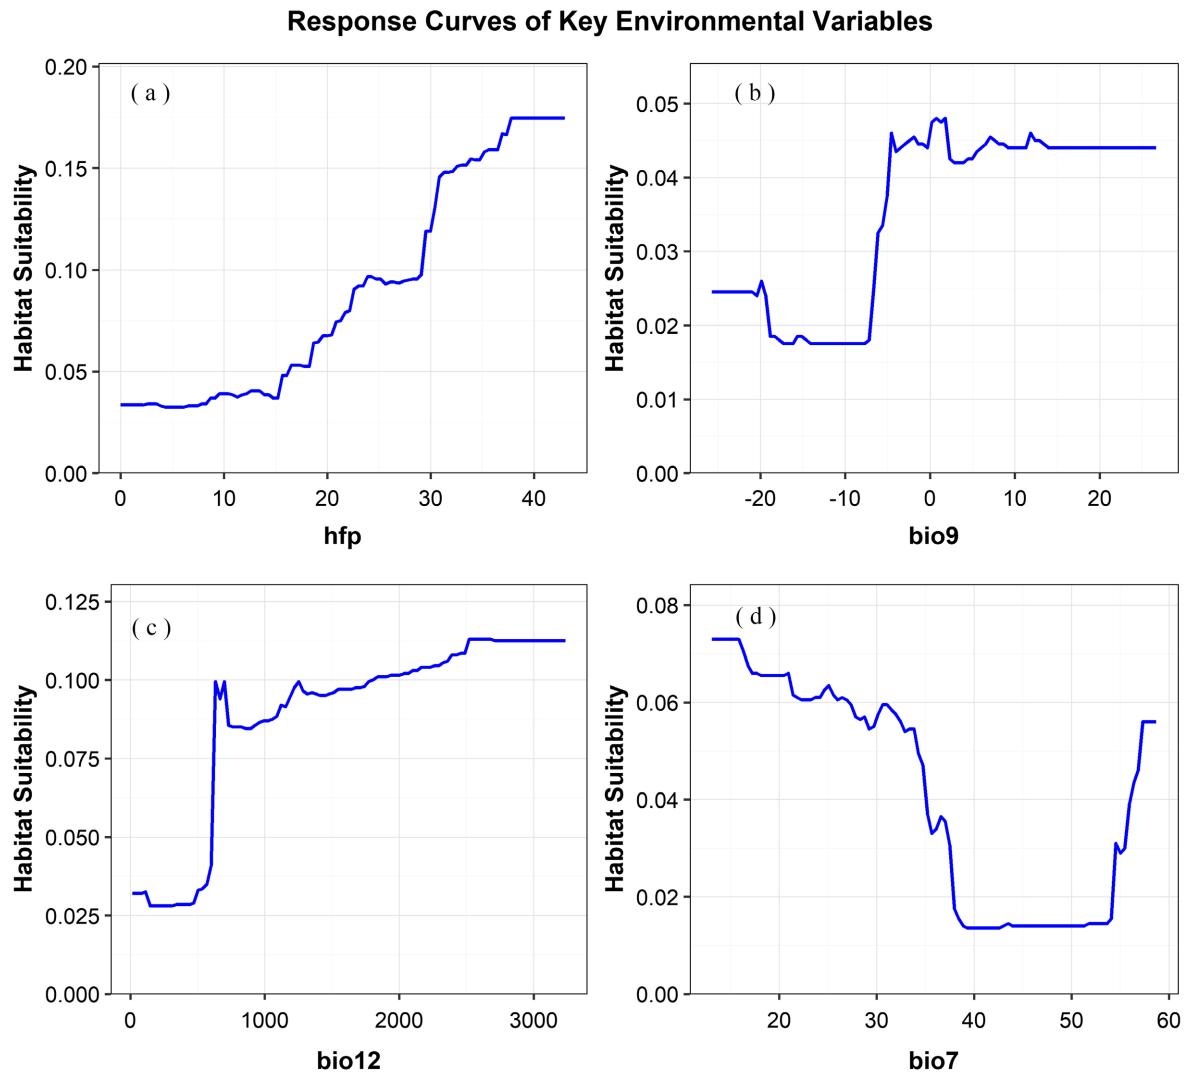 Response Curves of Key Environmental Variables
( a )
Habitat Suitability
0.20
0.15
0.10
0.05
0.00
0 10 20 30 40
hfp
( b )
Habitat Suitability
0.05
0.04
0.03
0.02
0.01
0.00
-20 -10 0 10 20
bio9
( c )
Habitat Suitability
0.125
0.100
0.075
0.050
0.025
0.000
0 1000 2000 3000
bio12
( d )
Habitat Suitability
0.08
0.06
0.04
0.02
0.00
20 30 40 50 60
bio7